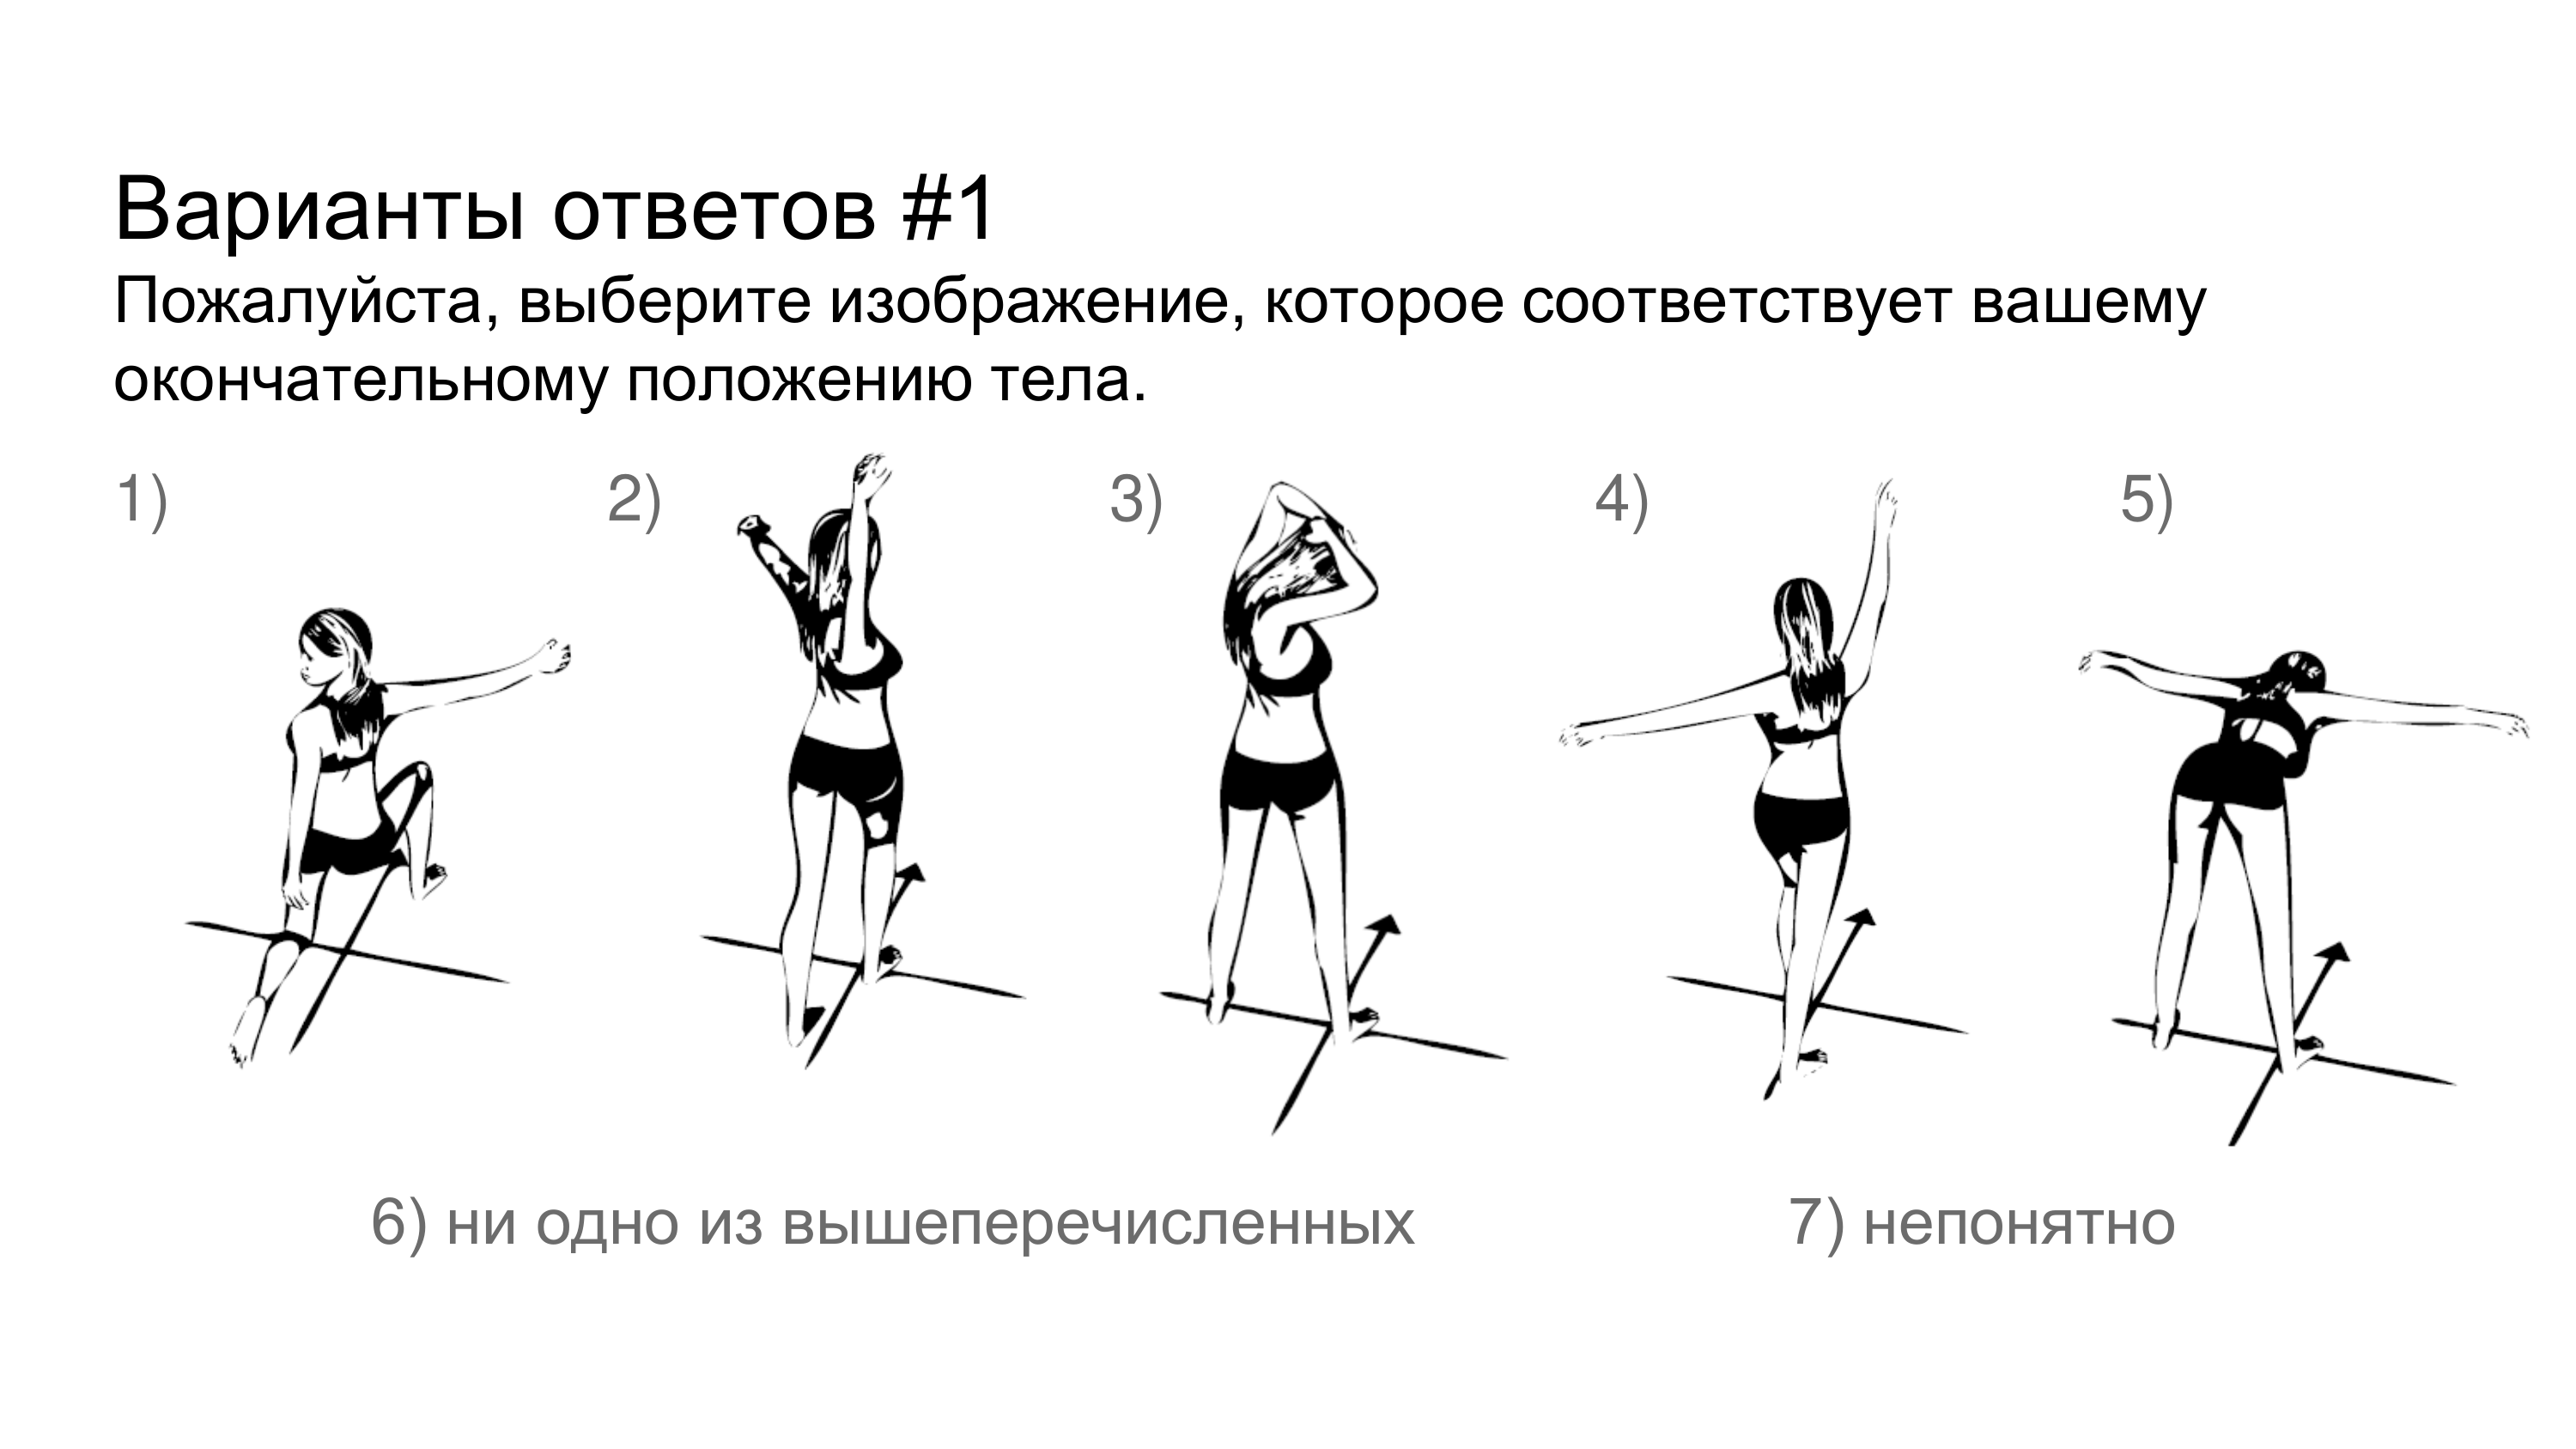 Варианты ответов #1
Пожалуйста, выберите изображение, которое соответствует вашему
окончательному положению тела.
1) 2) 3) 4) 5)
6) ни одно из вышеперечисленных 7) непонятно